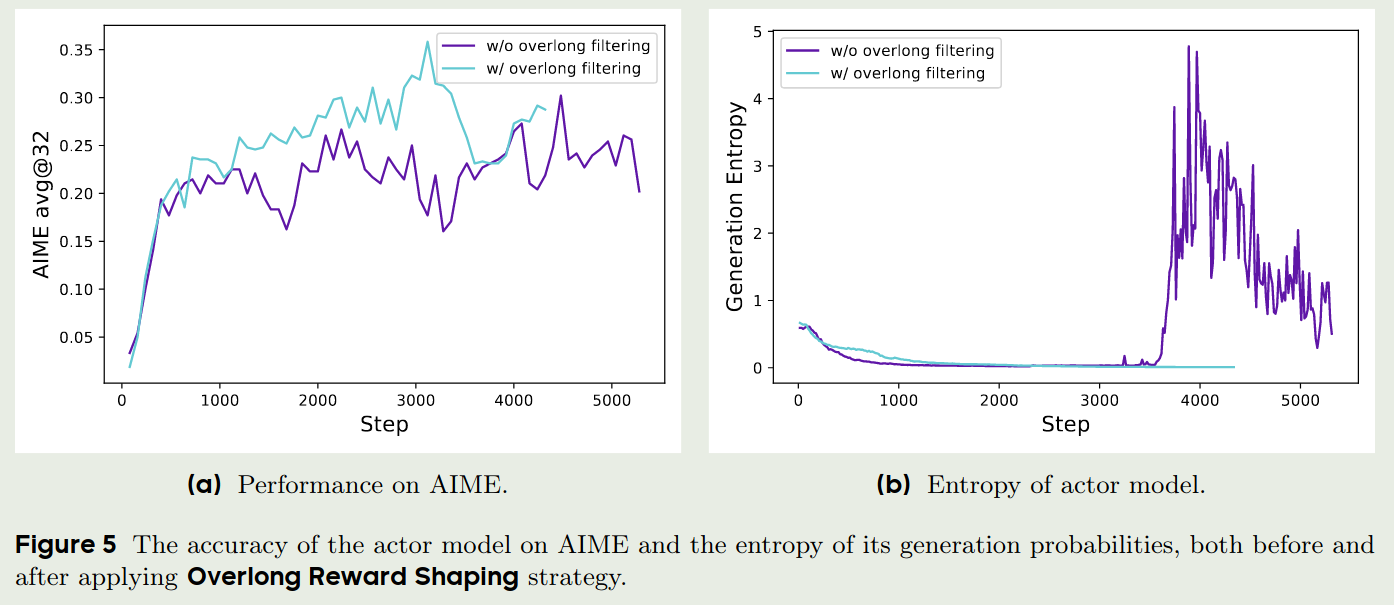 w/o overlong filtering
w/ overlong filtering
0.35
0.30
0.25
0.20
0.15
0.10
0.05
AIME avg@32
0 1000 2000 3000 4000 5000
Step
(a) Performance on AIME.
w/o overlong filtering
w/ overlong filtering
5
4
3
2
1
0
Generation Entropy
0 1000 2000 3000 4000 5000
Step
(b) Entropy of actor model.
Figure 5 The accuracy of the actor model on AIME and the entropy of its generation probabilities, both before and
after applying Overlong Reward Shaping strategy.